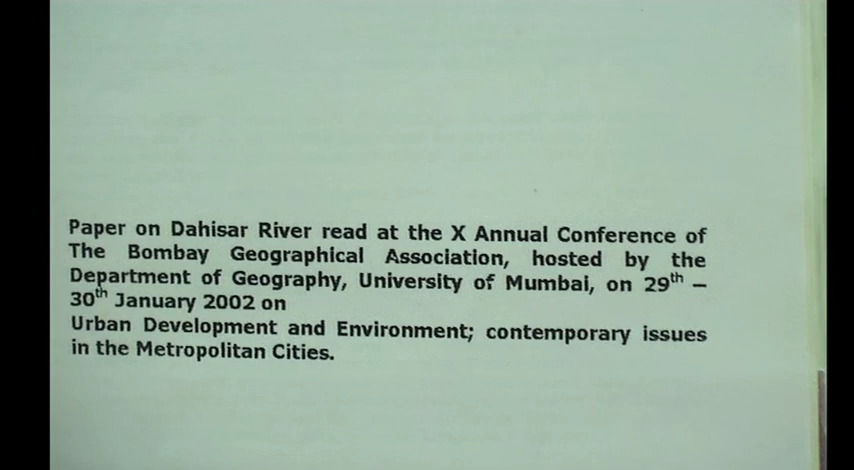 Paper on Dahisar River read at the X Annual Conference of
The Bombay Geographical Association, hosted by the
Department of Geography, University of Mumbai, on 29th –
30th January 2002 on
Urban Development and Environment; contemporary issues
in the Metropolitan Cities.